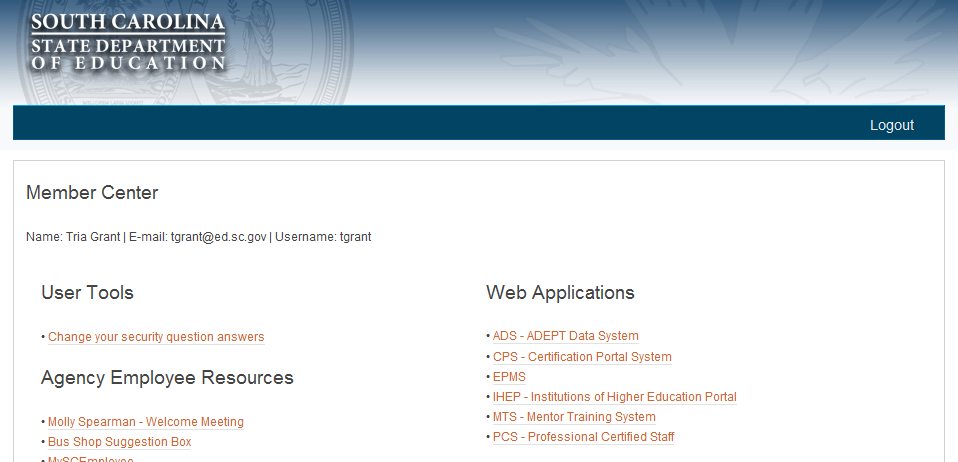 SOUTH CAROLINA
STATE DEPARTMENT
OF EDUCATION
Logout
Member Center
Name: Tria Grant | E-mail: tgrant@ed.sc.gov | Username: tgrant
User Tools
• Change your security question answers
Agency Employee Resources
• Molly Spearman - Welcome Meeting
• Bus Shop Suggestion Box
• MySCEmployee
Web Applications
• ADS - ADEPT Data System
• CPS - Certification Portal System
• EPMS
• IHEP - Institutions of Higher Education Portal
• MTS - Mentor Training System
• PCS - Professional Certified Staff